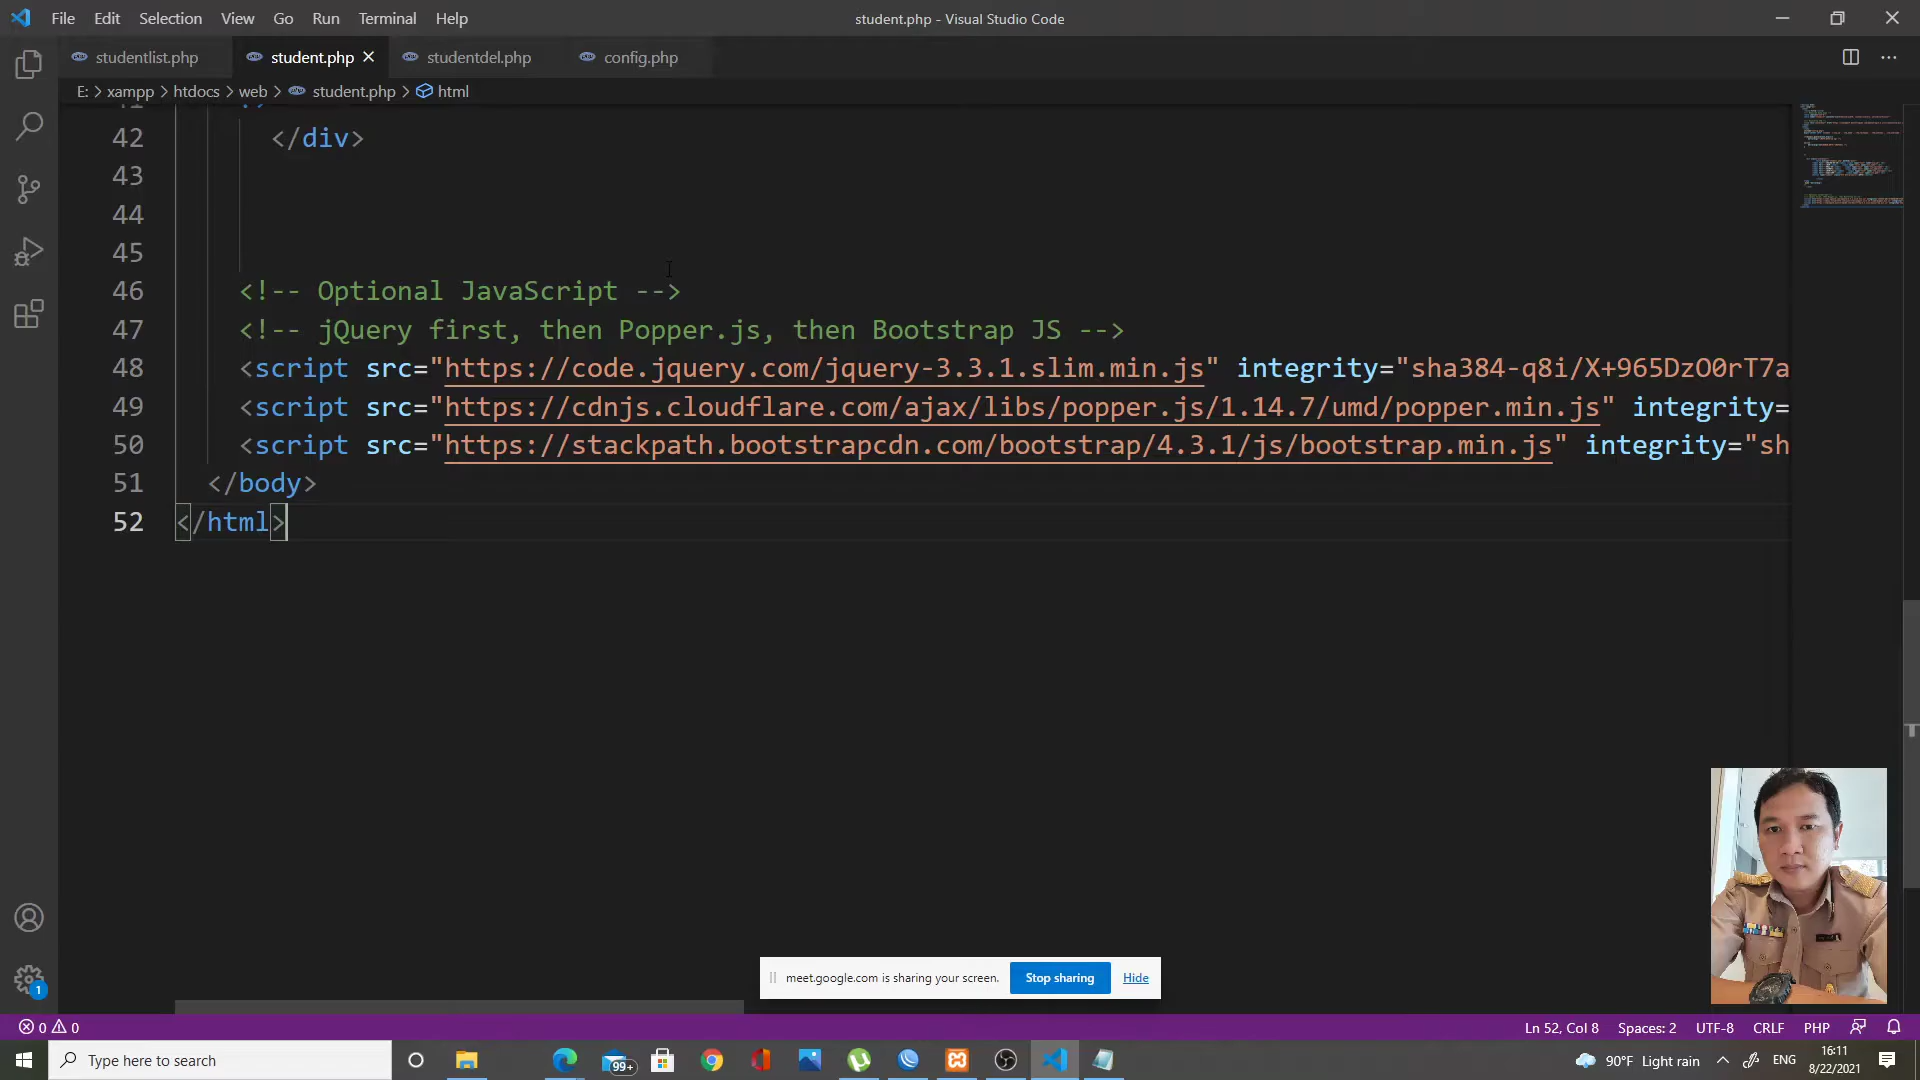 File Edit Selection View Go Run Terminal Help
student.php - Visual Studio Code
studentlist.php student.php studentdel.php config.php
E: > xampp > htdocs > web > student.php > html
42 </div>
43
44
45
46 <!-- Optional JavaScript -->
47 <!-- jQuery first, then Popper.js, then Bootstrap JS -->
48 <script src="https://code.jquery.com/jquery-3.3.1.slim.min.js" integrity="sha384-q8i/X+965DzO0rT7a
49 <script src="https://cdnjs.cloudflare.com/ajax/libs/popper.js/1.14.7/umd/popper.min.js" integrity=
50 <script src="https://stackpath.bootstrapcdn.com/bootstrap/4.3.1/js/bootstrap.min.js" integrity="sh
51 </body>
52 </html>
meet.google.com is sharing your screen. Stop sharing Hide
1
0 0
Ln 52, Col 8 Spaces: 2 UTF-8 CRLF PHP
Type here to search
99+
90°F Light rain ENG
16:11
8/22/2021